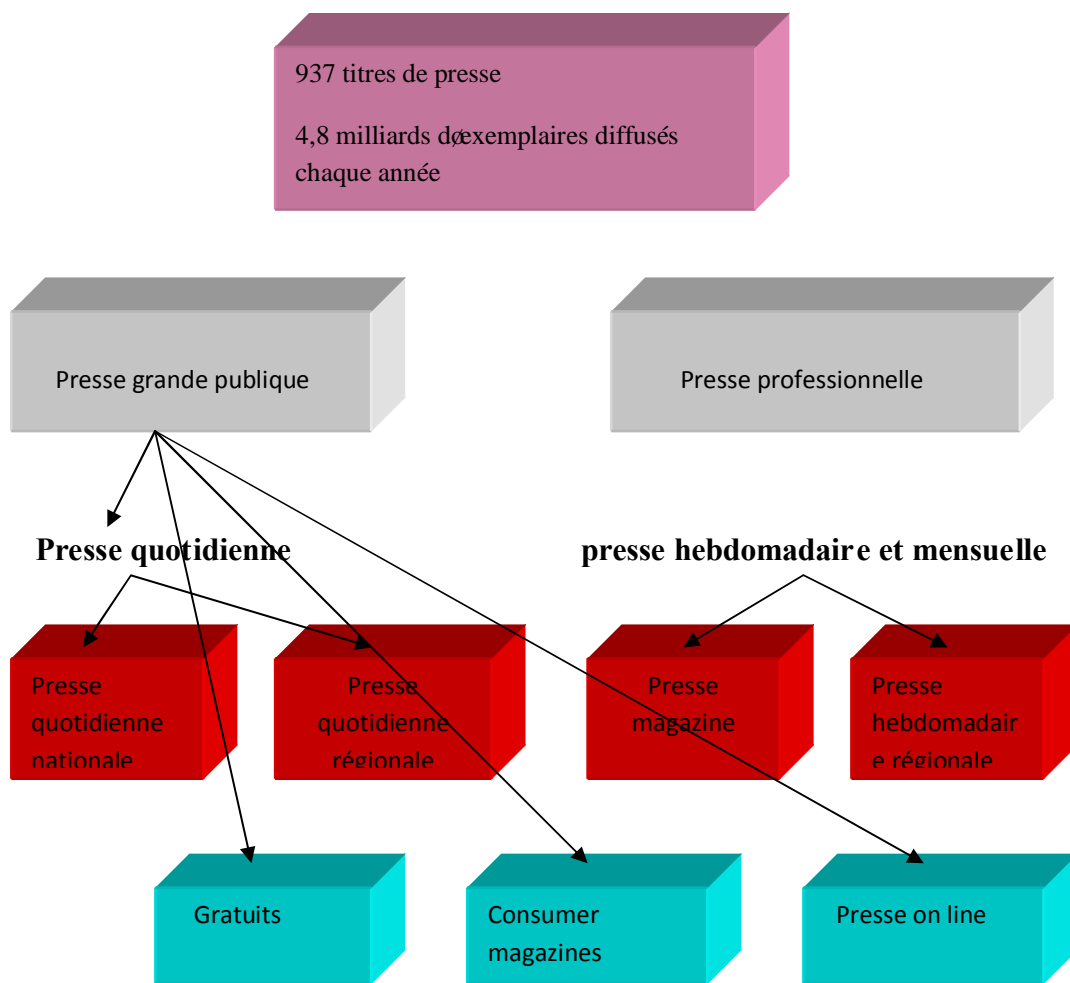 937 titres de presse
4,8 milliards døexemplaires diffusés
chaque année
Presse grande publique
Presse professionnelle
Presse quotidienne
presse hebdomadaire et mensuelle
Presse
quotidienne
nationale
Presse
quotidienne
régionale
Presse
magazine
Presse
hebdomadair
e régionale
Gratuits
Consumer
magazines
Presse on line